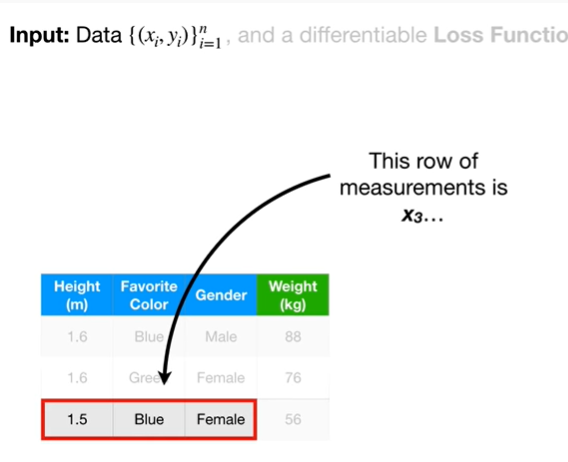 Input: Data {(xᵢ, yᵢ)}ⁿᵢ₌₁, and a differentiable Loss Functio
This row of
measurements is
x₃...
Height (m) Favorite Color Gender Weight (kg)
1.6 Blue Male 88
1.6 Green Female 76
1.5 Blue Female 56